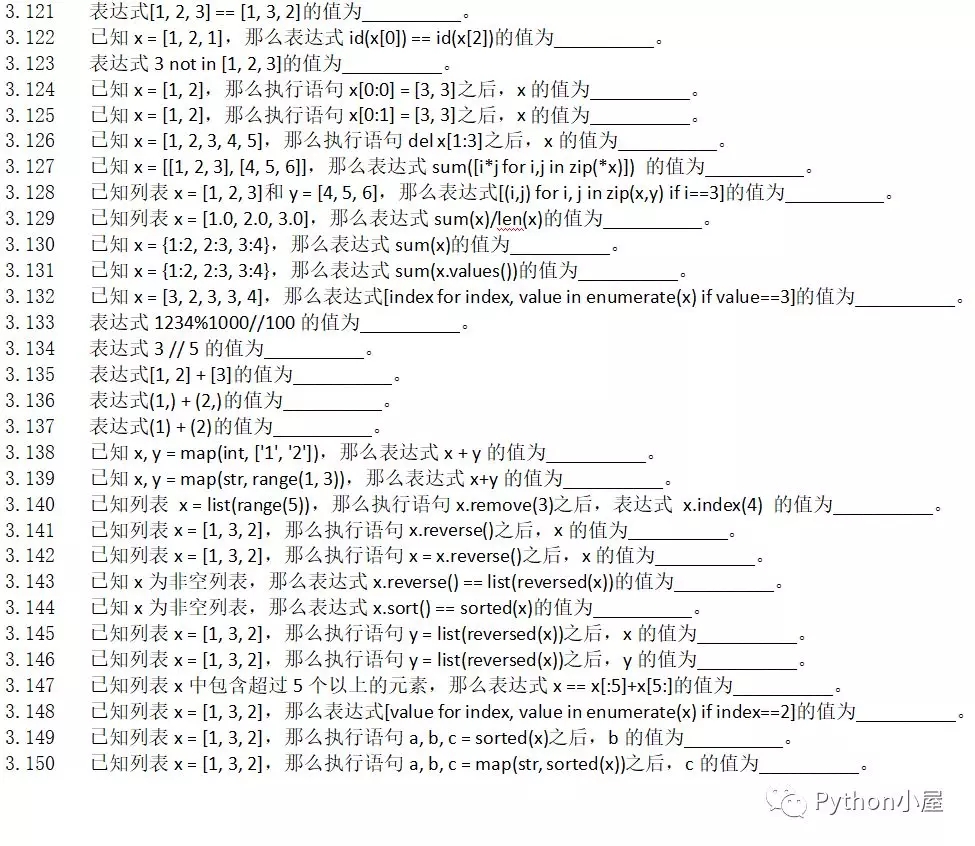 3.121 表达式[1, 2, 3] == [1, 3, 2]的值为__________。
3.122 已知 x = [1, 2, 1]，那么表达式 id(x[0]) == id(x[2])的值为__________。
3.123 表达式 3 not in [1, 2, 3]的值为__________。
3.124 已知 x = [1, 2]，那么执行语句 x[0:0] = [3, 3]之后，x 的值为__________。
3.125 已知 x = [1, 2]，那么执行语句 x[0:1] = [3, 3]之后，x 的值为__________。
3.126 已知 x = [1, 2, 3, 4, 5]，那么执行语句 del x[1:3]之后，x 的值为__________。
3.127 已知 x = [[1, 2, 3], [4, 5, 6]]，那么表达式 sum([i*j for i,j in zip(*x)]) 的值为__________。
3.128 已知列表 x = [1, 2, 3]和 y = [4, 5, 6]，那么表达式[(i,j) for i, j in zip(x,y) if i==3]的值为__________。
3.129 已知列表 x = [1.0, 2.0, 3.0]，那么表达式 sum(x)/len(x)的值为__________。
3.130 已知 x = {1:2, 2:3, 3:4}，那么表达式 sum(x)的值为__________。
3.131 已知 x = {1:2, 2:3, 3:4}，那么表达式 sum(x.values())的值为__________。
3.132 已知 x = [3, 2, 3, 3, 4]，那么表达式[index for index, value in enumerate(x) if value==3]的值为__________。
3.133 表达式 1234%1000//100 的值为__________。
3.134 表达式 3 // 5 的值为__________。
3.135 表达式[1, 2] + [3]的值为__________。
3.136 表达式(1,) + (2,)的值为__________。
3.137 表达式(1) + (2)的值为__________。
3.138 已知 x, y = map(int, ['1', '2'])，那么表达式 x + y 的值为__________。
3.139 已知 x, y = map(str, range(1, 3))，那么表达式 x+y 的值为__________。
3.140 已知列表 x = list(range(5))，那么执行语句 x.remove(3)之后，表达式 x.index(4) 的值为__________。
3.141 已知列表 x = [1, 3, 2]，那么执行语句 x.reverse()之后，x 的值为__________。
3.142 已知列表 x = [1, 3, 2]，那么执行语句 x = x.reverse()之后，x 的值为__________。
3.143 已知 x 为非空列表，那么表达式 x.reverse() == list(reversed(x))的值为__________。
3.144 已知 x 为非空列表，那么表达式 x.sort() == sorted(x)的值为__________。
3.145 已知列表 x = [1, 3, 2]，那么执行语句 y = list(reversed(x))之后，x 的值为__________。
3.146 已知列表 x = [1, 3, 2]，那么执行语句 y = list(reversed(x))之后，y 的值为__________。
3.147 已知列表 x 中包含超过 5 个以上的元素，那么表达式 x == x[:5]+x[5:]的值为__________。
3.148 已知列表 x = [1, 3, 2]，那么表达式[value for index, value in enumerate(x) if index==2]的值为__________。
3.149 已知列表 x = [1, 3, 2]，那么执行语句 a, b, c = sorted(x)之后，b 的值为__________。
3.150 已知列表 x = [1, 3, 2]，那么执行语句 a, b, c = map(str, sorted(x))之后，c 的值为__________。
Python小屋